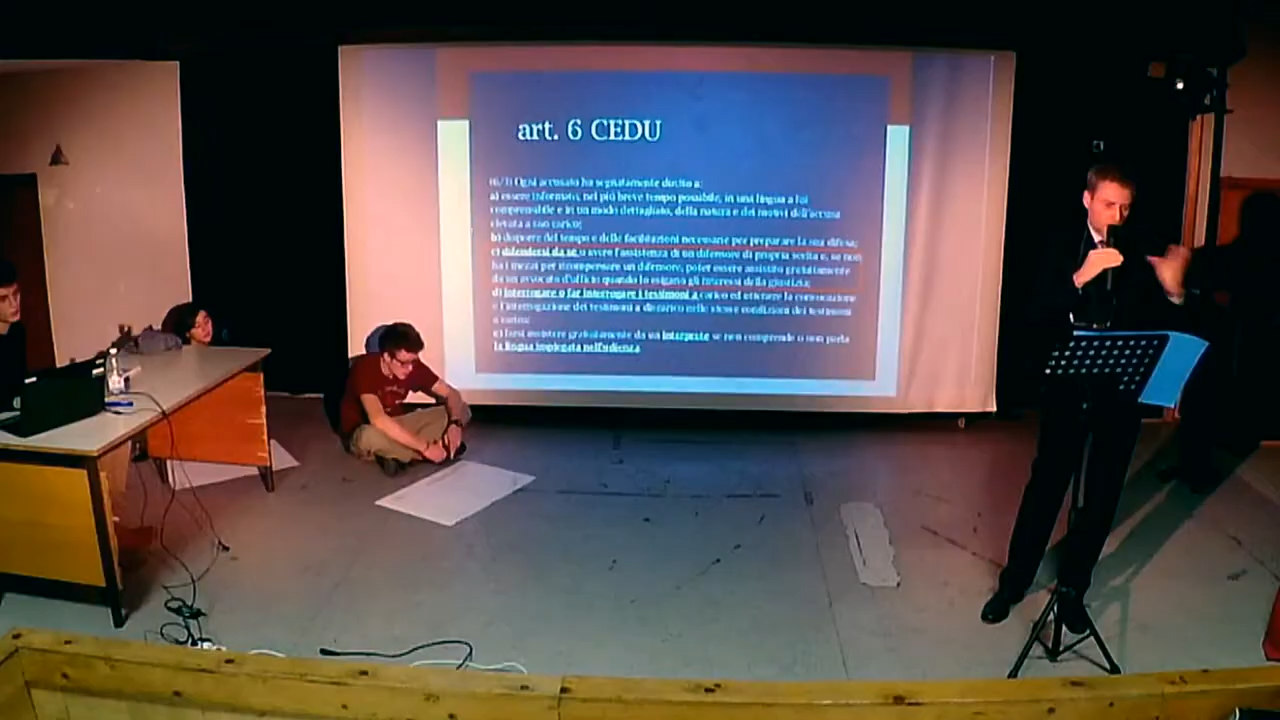 art. 6 CEDU
(6/3) Ogni accusato ha segnatamente diritto a:
a) essere informato, nel più breve tempo possibile, in una lingua a lui
comprensibile e in un modo dettagliato, della natura e dei motivi dell'accusa
elevata a suo carico;
b) disporre del tempo e delle facilitazioni necessarie per preparare la sua difesa;
c) difendersi da se o avere l'assistenza di un difensore di propria scelta e, se non
ha i mezzi per ricompensare un difensore, poter essere assistito gratuitamente
da un avvocato d'ufficio quando lo esigano gli interessi della giustizia;
d) interrogare o far interrogare i testimoni a carico ed ottenere la convocazione
e l'interrogazione dei testimoni a discarico nelle stesse condizioni dei testimoni
a carico;
e) farsi assistere gratuitamente da un interprete se non comprende o non parla
la lingua impiegata nell'udienza.